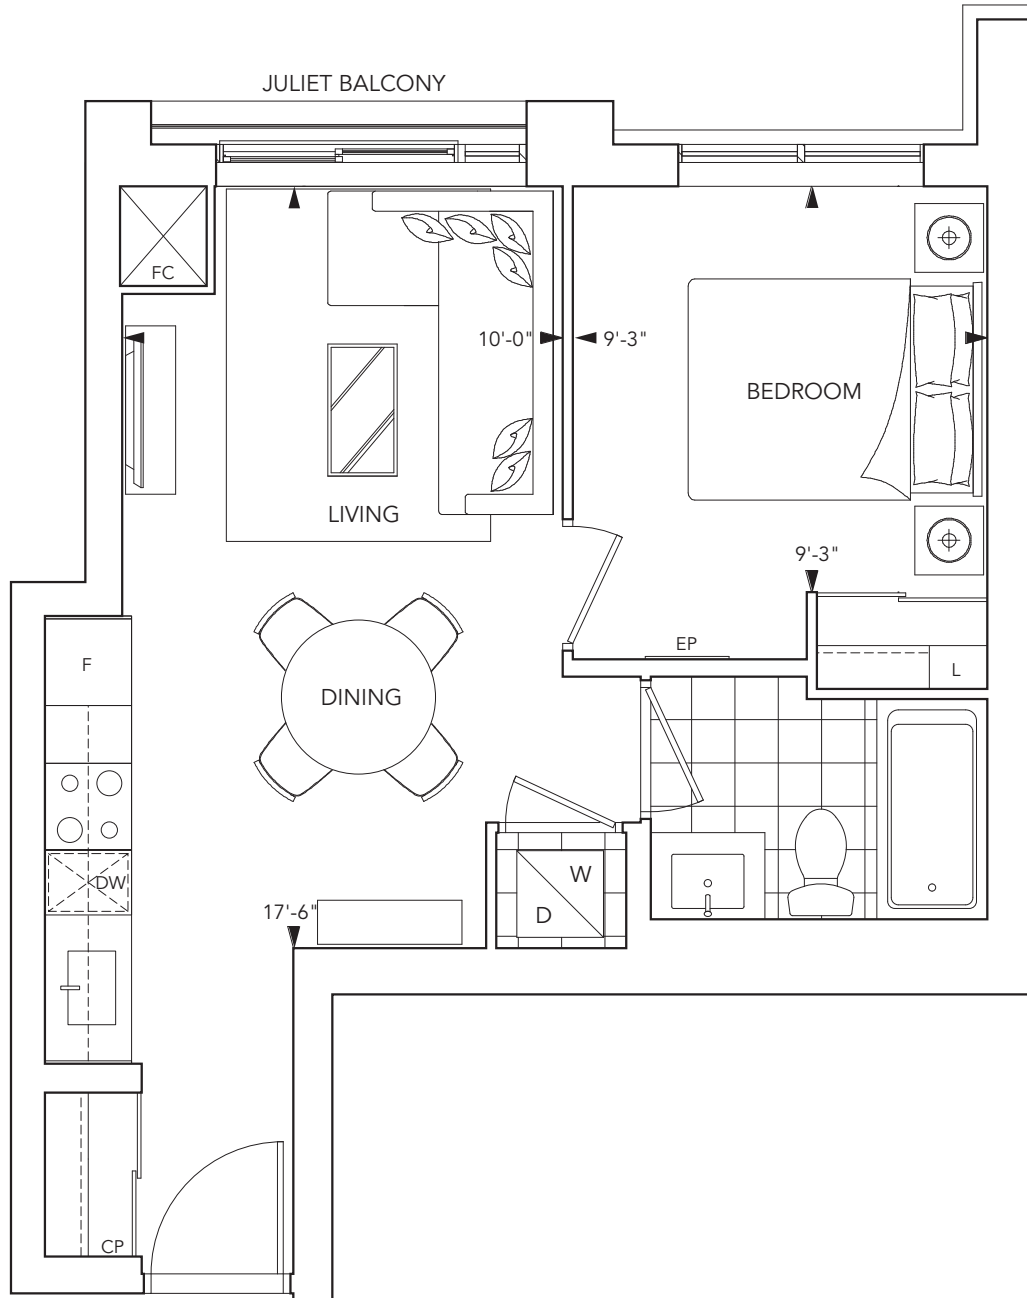 JULIET BALCONY
FC
10'-0"
9'-3"
BEDROOM
LIVING
9'-3"
EP
F
L
DINING
DW
W
D
17'-6"
CP